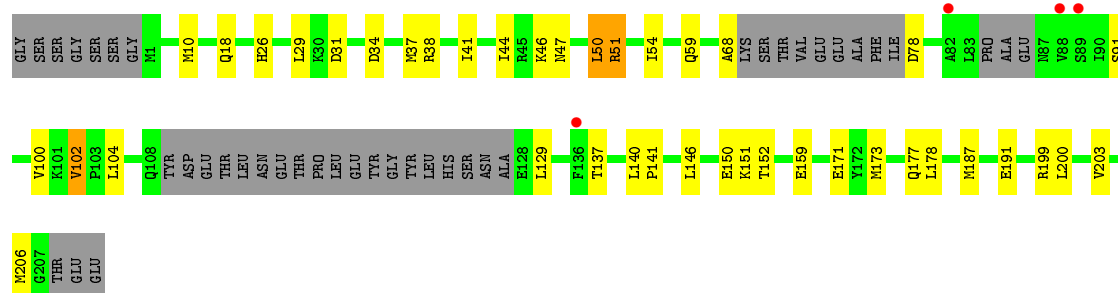 GLY SER SER GLY SER SER GLY M1 M10 Q18 H26 L29 K30 D31 D34 M37 R38 I41 I44 R45 K46 N47 L50 R51 I54 Q59 A68 LYS SER THR VAL GLU GLU ALA PHE ILE D78 A82 L83 PRO ALA GLU N87 V88 S89 I90 S91
V100 K101 V102 P103 L104 Q108 TYR ASP GLU THR LEU ASN GLU THR PRO LEU GLU TYR GLY TYR LEU HIS SER ASN ALA E128 L129 F136 T137 L140 P141 L146 E150 K151 T152 E159 E171 Y172 M173 Q177 L178 M187 E191 R199 L200 V203
M206 G207 THR GLU GLU